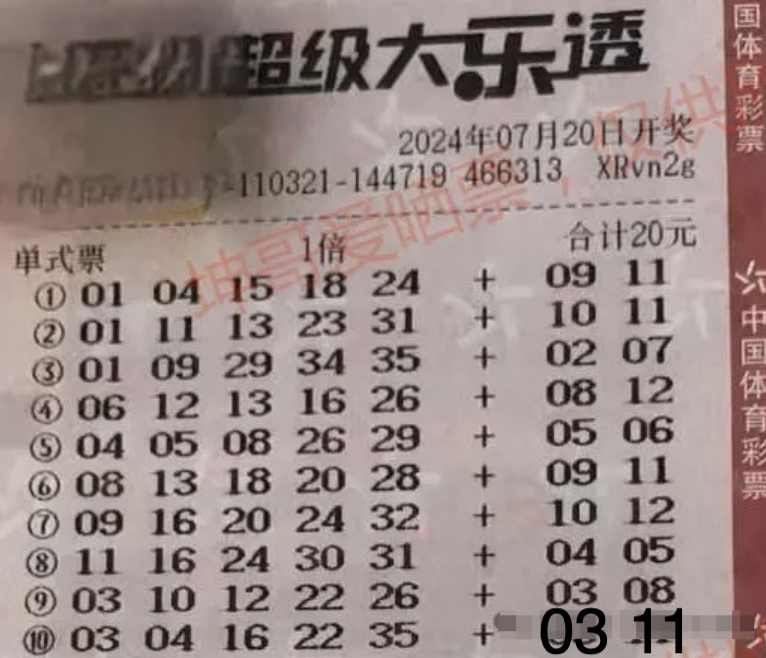 超级大乐透
2024年07月20日开奖
-110321-144719 466313 XRvn2g
单式票 1倍 合计20元
① 01 04 15 18 24 + 09 11
② 01 11 13 23 31 + 10 11
③ 01 09 29 34 35 + 02 07
④ 06 12 13 16 26 + 08 12
⑤ 04 05 08 26 29 + 05 06
⑥ 08 13 18 20 28 + 09 11
⑦ 09 16 20 24 32 + 10 12
⑧ 11 16 24 30 31 + 04 05
⑨ 03 10 12 22 26 + 03 08
⑩ 03 04 16 22 35 + 03 11
坤哥爱晒票，仅供
国体育彩票
中国体育彩票